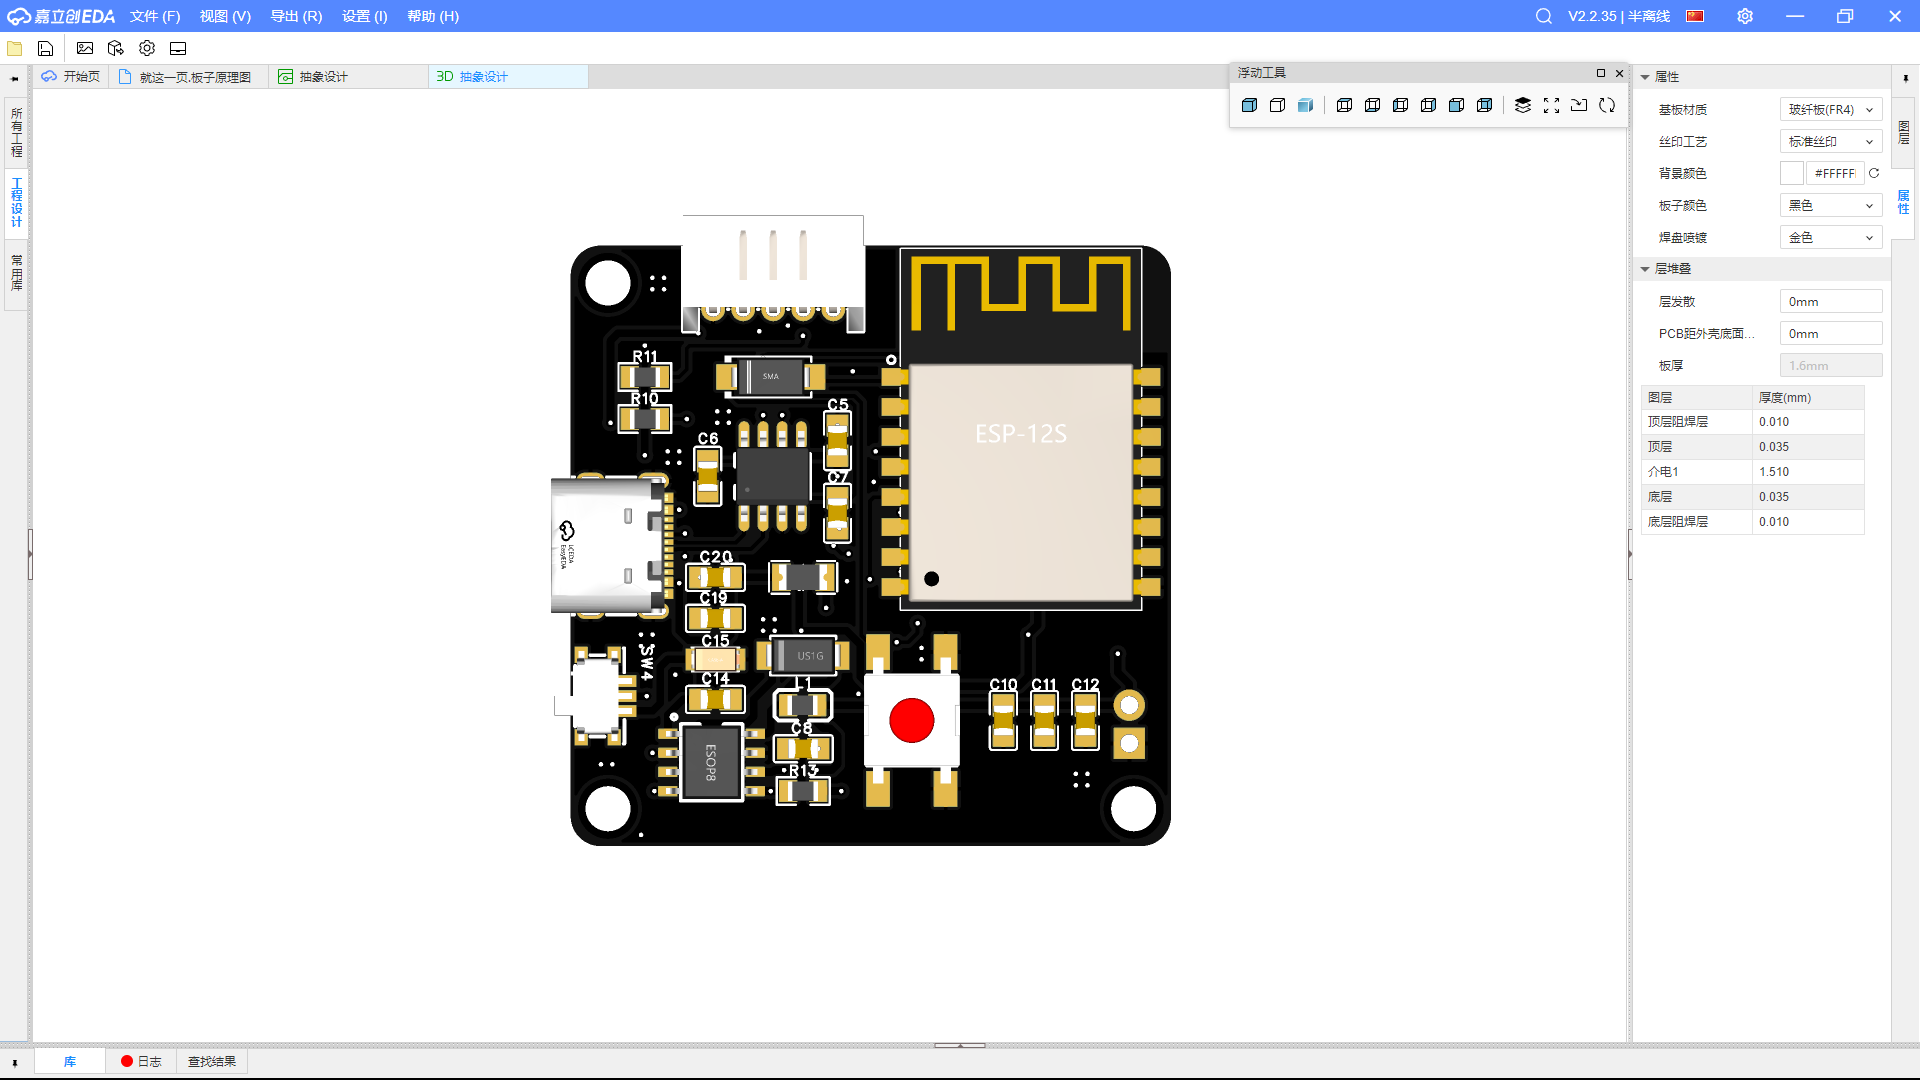 嘉立创EDA 文件 (F) 视图 (V) 导出 (R) 设置 (I) 帮助 (H) V2.2.35 | 半离线
开始页 就这一页.板子原理图 抽象设计 3D 抽象设计
浮动工具
所有工程
工程设计
常用库
R11
R10
SMA
C5
C6
C7
ESP-12S
LCEDA
EasyEDA
C20
C19
C15
SW4
C14
US1G
L1
C8
R13
ESOP8
C10 C11 C12
属性
基板材质 玻纤板(FR4)
丝印工艺 标准丝印
背景颜色 #FFFFF
板子颜色 黑色
焊盘喷镀 金色
层堆叠
层发散 0mm
PCB距外壳底面... 0mm
板厚 1.6mm
图层 厚度(mm)
顶层阻焊层 0.010
顶层 0.035
介电1 1.510
底层 0.035
底层阻焊层 0.010
图层
属性
库 日志 查找结果